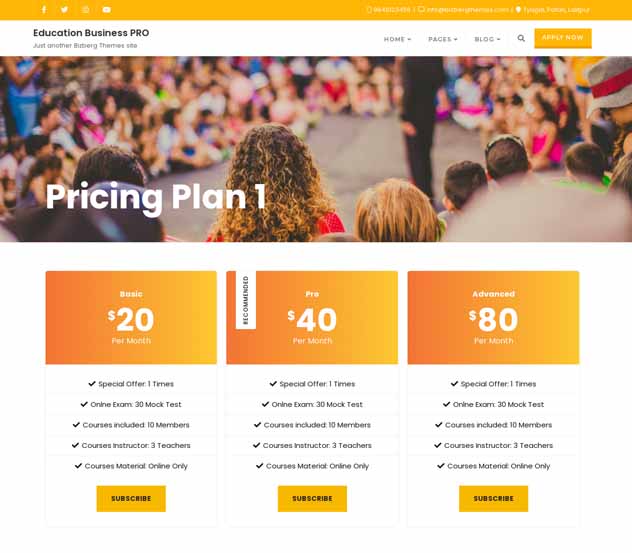 9849123456 | info@bizbergthemes.com | Tyagal, Patan, Lalitpur
Education Business PRO
Just another Bizberg Themes site
HOME PAGES BLOG APPLY NOW
Pricing Plan 1
Basic
$20
Per Month
Special Offer: 1 Times
Onlne Exam: 30 Mock Test
Courses included: 10 Members
Courses Instructor: 3 Teachers
Courses Material: Online Only
SUBSCRIBE
RECOMMENDED
Pro
$40
Per Month
Special Offer: 1 Times
Onlne Exam: 30 Mock Test
Courses included: 10 Members
Courses Instructor: 3 Teachers
Courses Material: Online Only
SUBSCRIBE
Advanced
$80
Per Month
Special Offer: 1 Times
Onlne Exam: 30 Mock Test
Courses included: 10 Members
Courses Instructor: 3 Teachers
Courses Material: Online Only
SUBSCRIBE